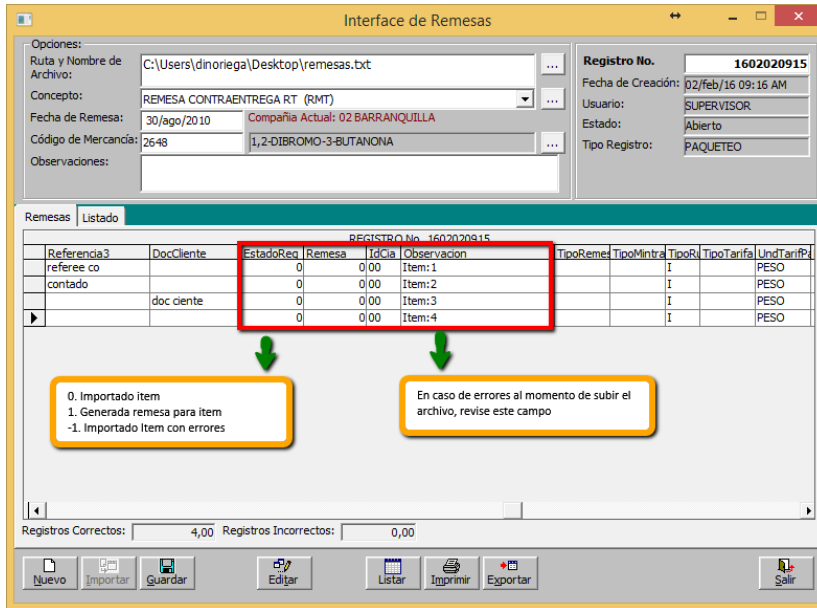 Interface de Remesas
Opciones:
Ruta y Nombre de Archivo: C:\Users\dinoriega\Desktop\remesas.txt ...
Concepto: REMESA CONTRAENTREGA RT (RMT) ...
Fecha de Remesa: 30/ago/2010 Compañia Actual: 02 BARRANQUILLA
Código de Mercancía: 2648 1,2-DIBROMO-3-BUTANONA ...
Observaciones:
Registro No. 1602020915
Fecha de Creación: 02/feb/16 09:16 AM
Usuario: SUPERVISOR
Estado: Abierto
Tipo Registro: PAQUETEO
Remesas Listado
REGISTRO No. 1602020915
Referencia3 DocCliente EstadoReg Remesa IdCia Observacion TipoRemes TipoMintra TipoRu TipoTarifa UndTarifPa
referee co 0 0 00 Item:1 I PESO
contado 0 0 00 Item:2 I PESO
doc ciente 0 0 00 Item:3 I PESO
0 0 00 Item:4 I PESO
0. Importado item
1. Generada remesa para item
-1. Importado Item con errores
En caso de errores al momento de subir el
archivo, revise este campo
Registros Correctos: 4,00 Registros Incorrectos: 0,00
Nuevo Importar Guardar Editar Listar Imprimir Exportar Salir